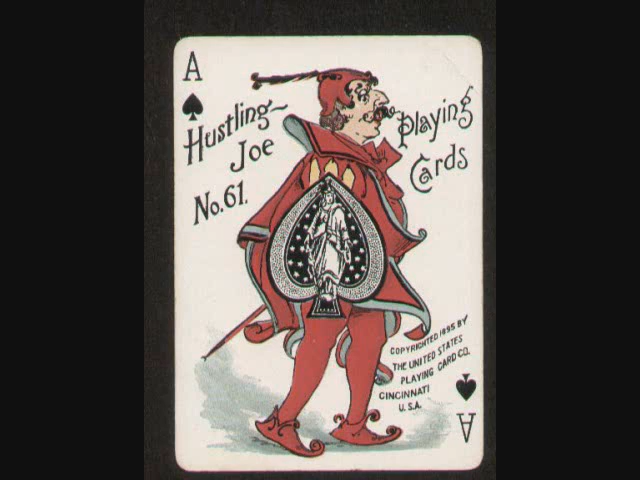 A
Hustling
Joe
No. 61.
Playing
Cards
COPYRIGHTED 1895 BY
THE UNITED STATES
PLAYING CARD CO.
CINCINNATI
U.S.A.
A